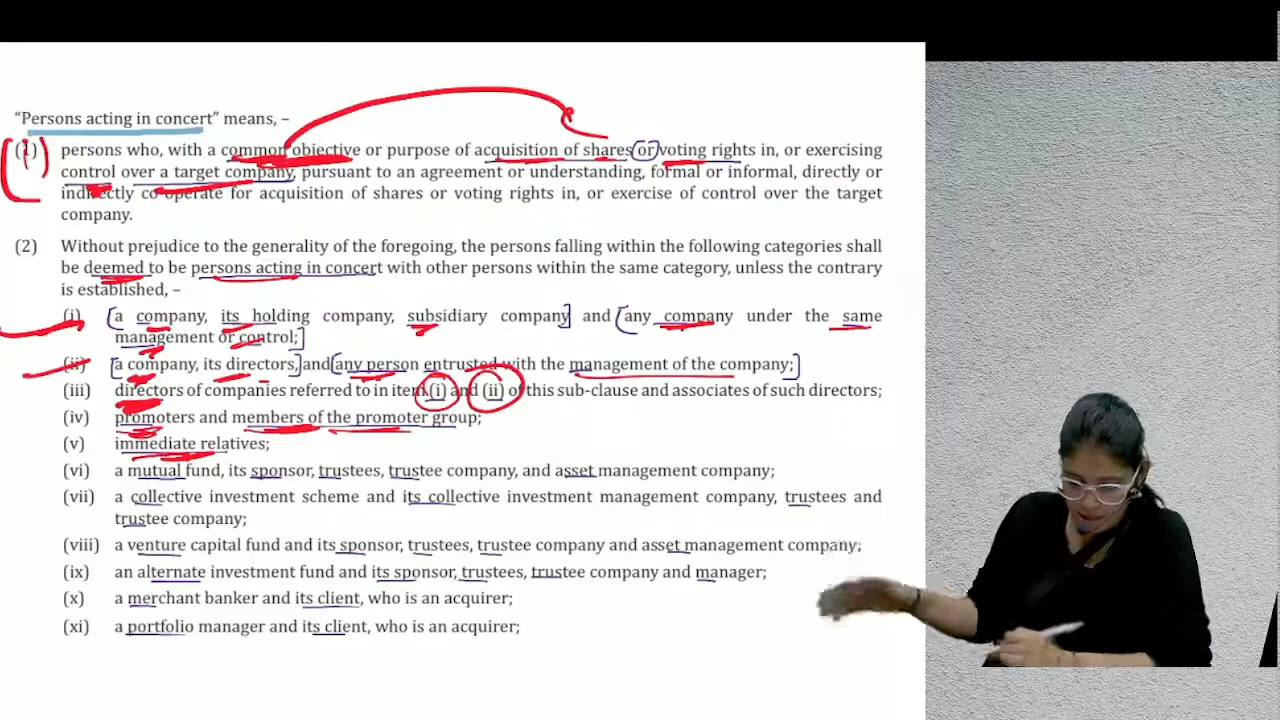 “Persons acting in concert” means, –
(1) persons who, with a common objective or purpose of acquisition of shares or voting rights in, or exercising
control over a target company, pursuant to an agreement or understanding, formal or informal, directly or
indirectly co-operate for acquisition of shares or voting rights in, or exercise of control over the target
company.
(2) Without prejudice to the generality of the foregoing, the persons falling within the following categories shall
be deemed to be persons acting in concert with other persons within the same category, unless the contrary
is established, –
(i) a company, its holding company, subsidiary company and any company under the same
management or control;
(ii) a company, its directors, and any person entrusted with the management of the company;
(iii) directors of companies referred to in item (i) and (ii) of this sub-clause and associates of such directors;
(iv) promoters and members of the promoter group;
(v) immediate relatives;
(vi) a mutual fund, its sponsor, trustees, trustee company, and asset management company;
(vii) a collective investment scheme and its collective investment management company, trustees and
trustee company;
(viii) a venture capital fund and its sponsor, trustees, trustee company and asset management company;
(ix) an alternate investment fund and its sponsor, trustees, trustee company and manager;
(x) a merchant banker and its client, who is an acquirer;
(xi) a portfolio manager and its client, who is an acquirer;